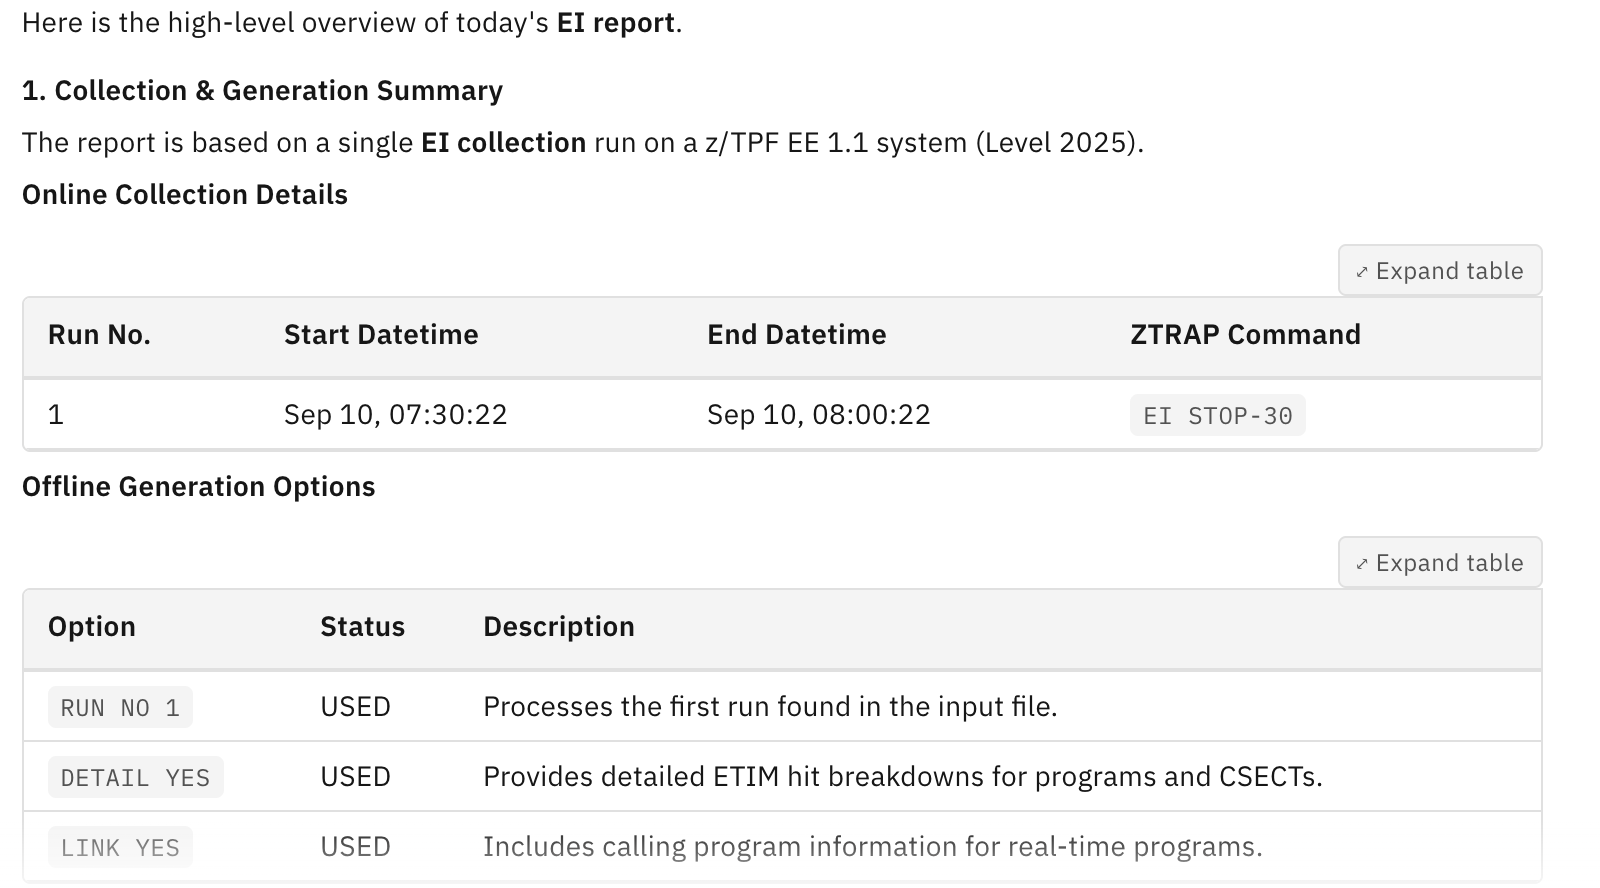 Here is the high-level overview of today's EI report.
1. Collection & Generation Summary
The report is based on a single EI collection run on a z/TPF EE 1.1 system (Level 2025).
Online Collection Details
⤢ Expand table
Run No. Start Datetime End Datetime ZTRAP Command
1 Sep 10, 07:30:22 Sep 10, 08:00:22 EI STOP-30
Offline Generation Options
⤢ Expand table
Option Status Description
RUN NO 1 USED Processes the first run found in the input file.
DETAIL YES USED Provides detailed ETIM hit breakdowns for programs and CSECTs.
LINK YES USED Includes calling program information for real-time programs.